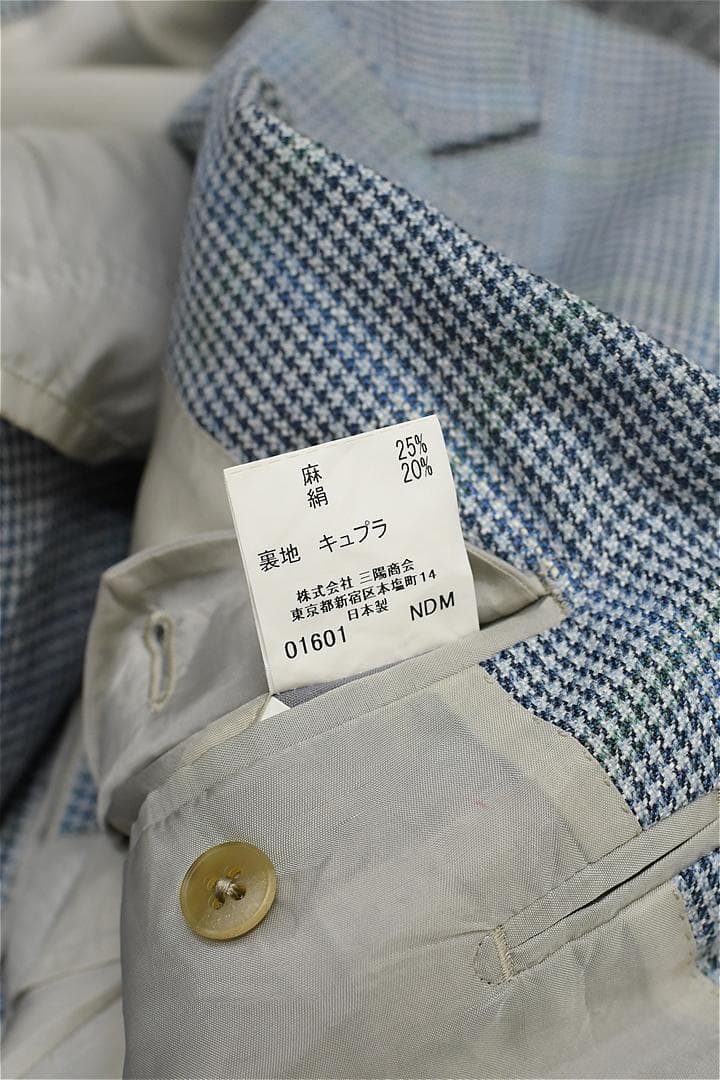 麻 25%
絹 20%
裏地 キュプラ
株式会社 三陽商会
東京都新宿区本塩町14
日本製 NDM
01601